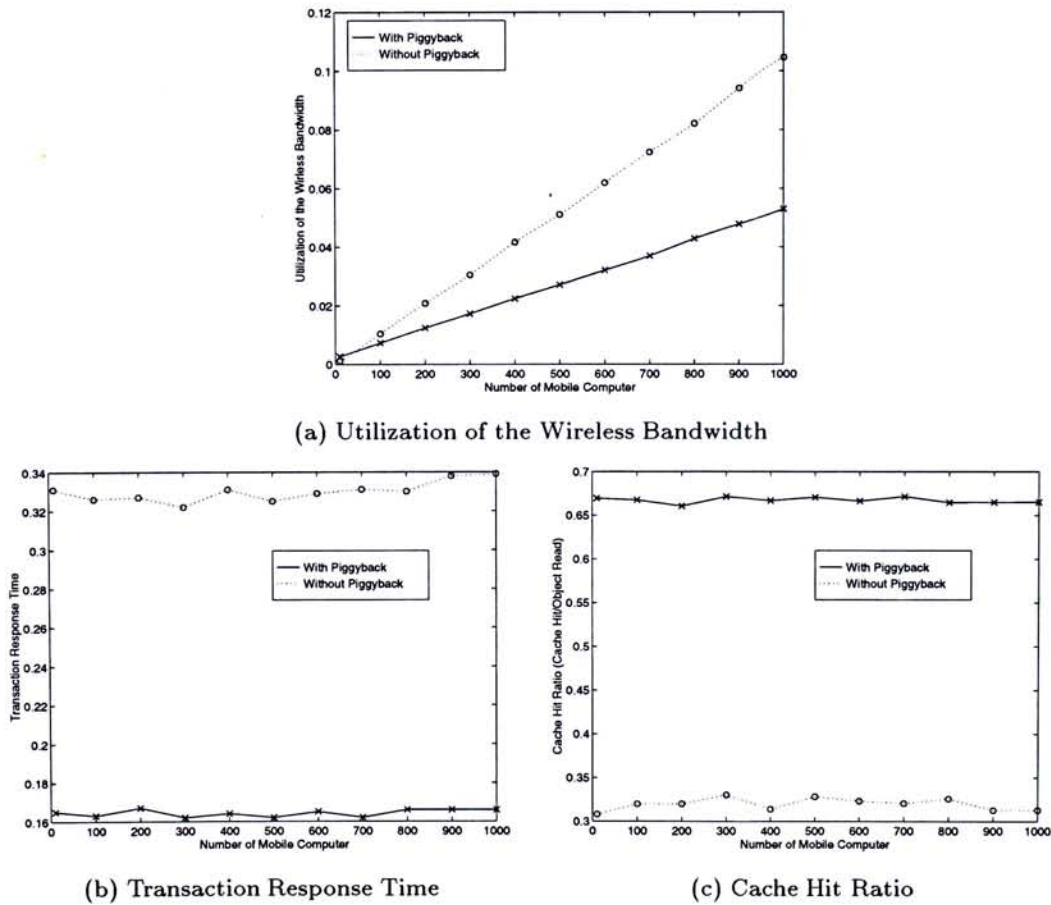 0.12
With Piggyback
Without Piggyback
0.1
0.08
0.06
0.04
0.02
0
Utilization of the Wirless Bandwidth
0 100 200 300 400 500 600 700 800 900 1000
Number of Mobile Computer
(a) Utilization of the Wireless Bandwidth
0.34
0.32
0.3
0.28
0.26
0.24
0.22
0.2
0.18
0.16
Transaction Response Time
With Piggyback
Without Piggyback
0 100 200 300 400 500 600 700 800 900 1000
Number of Mobile Computer
(b) Transaction Response Time
0.7
0.65
0.6
0.55
0.5
0.45
0.4
0.35
0.3
Cache Hit Ratio (Cache Hit/Object Read)
With Piggyback
Without Piggyback
0 100 200 300 400 500 600 700 800 900 1000
Number of Mobile Computer
(c) Cache Hit Ratio